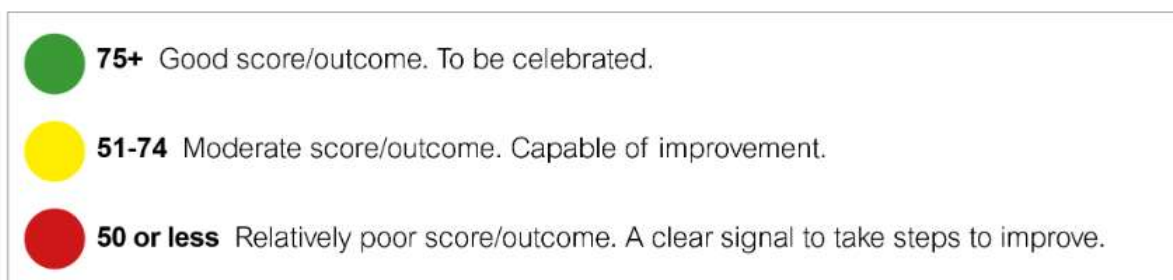 75+ Good score/outcome. To be celebrated.
51-74 Moderate score/outcome. Capable of improvement.
50 or less Relatively poor score/outcome. A clear signal to take steps to improve.